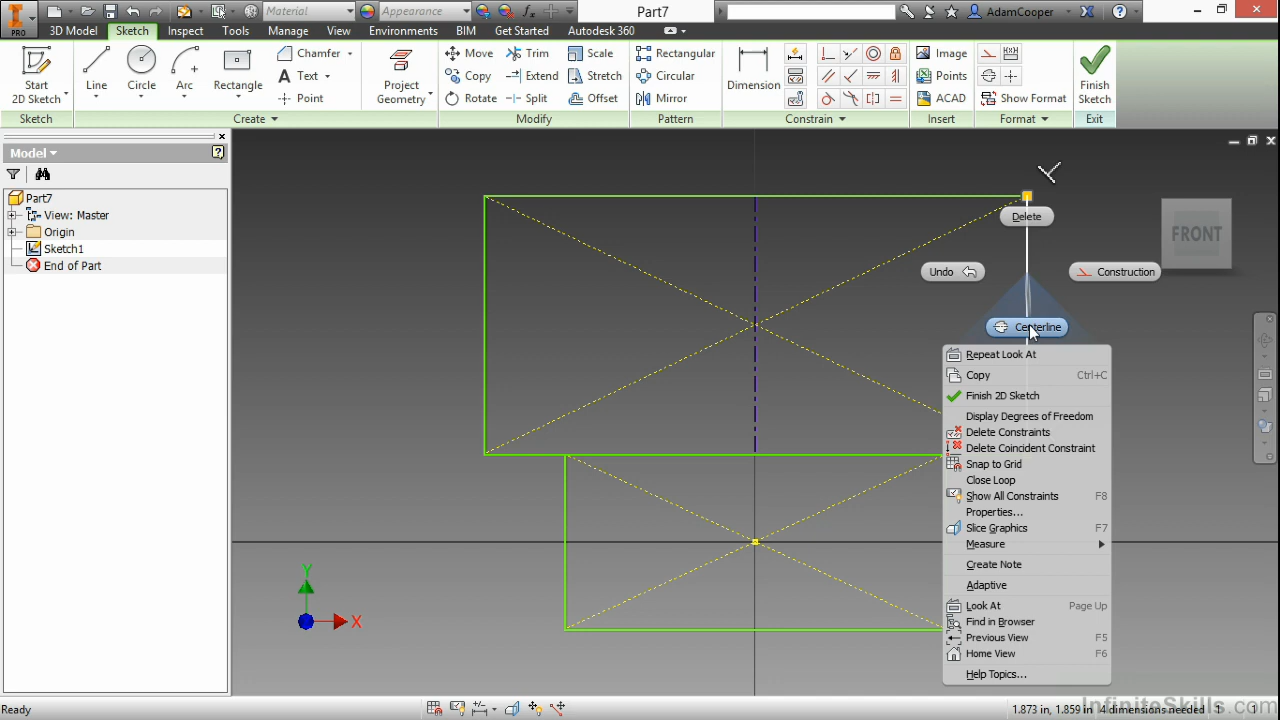 Material
Appearance
Part7
AdamCooper
PRO
3D Model
Sketch
Inspect
Tools
Manage
View
Environments
BIM
Get Started
Autodesk 360
Start
2D Sketch
Line
Circle
Arc
Rectangle
Chamfer
Text
Point
Project
Geometry
Move
Copy
Rotate
Trim
Extend
Split
Scale
Stretch
Offset
Rectangular
Circular
Mirror
Dimension
Image
Points
ACAD
Show Format
Finish
Sketch
Sketch
Create
Modify
Pattern
Constrain
Insert
Format
Exit
Model
Part7
View: Master
Origin
Sketch1
End of Part
FRONT
Delete
Undo
Construction
Centerline
Repeat Look At
Copy Ctrl+C
Finish 2D Sketch
Display Degrees of Freedom
Delete Constraints
Delete Coincident Constraint
Snap to Grid
Close Loop
Show All Constraints F8
Properties...
Slice Graphics F7
Measure
Create Note
Adaptive
Look At Page Up
Find in Browser
Previous View F5
Home View F6
Help Topics...
Y
X
Ready
1.873 in, 1.859 in 4 dimensions needed 1 1
InfiniteSkills.com